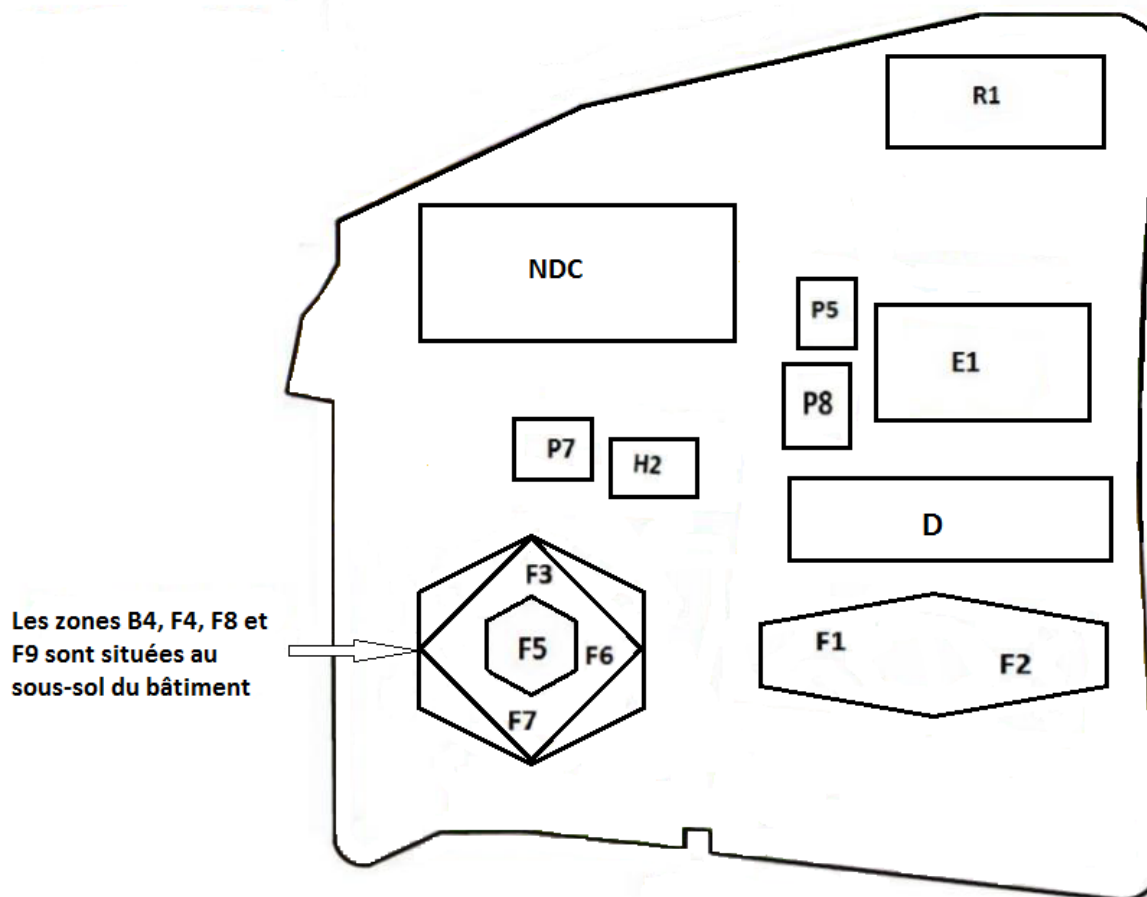 R1
NDC
P5
E1
P8
P7
H2
D
F3
Les zones B4, F4, F8 et
F9 sont situées au
sous-sol du bâtiment
F5
F6
F7
F1
F2